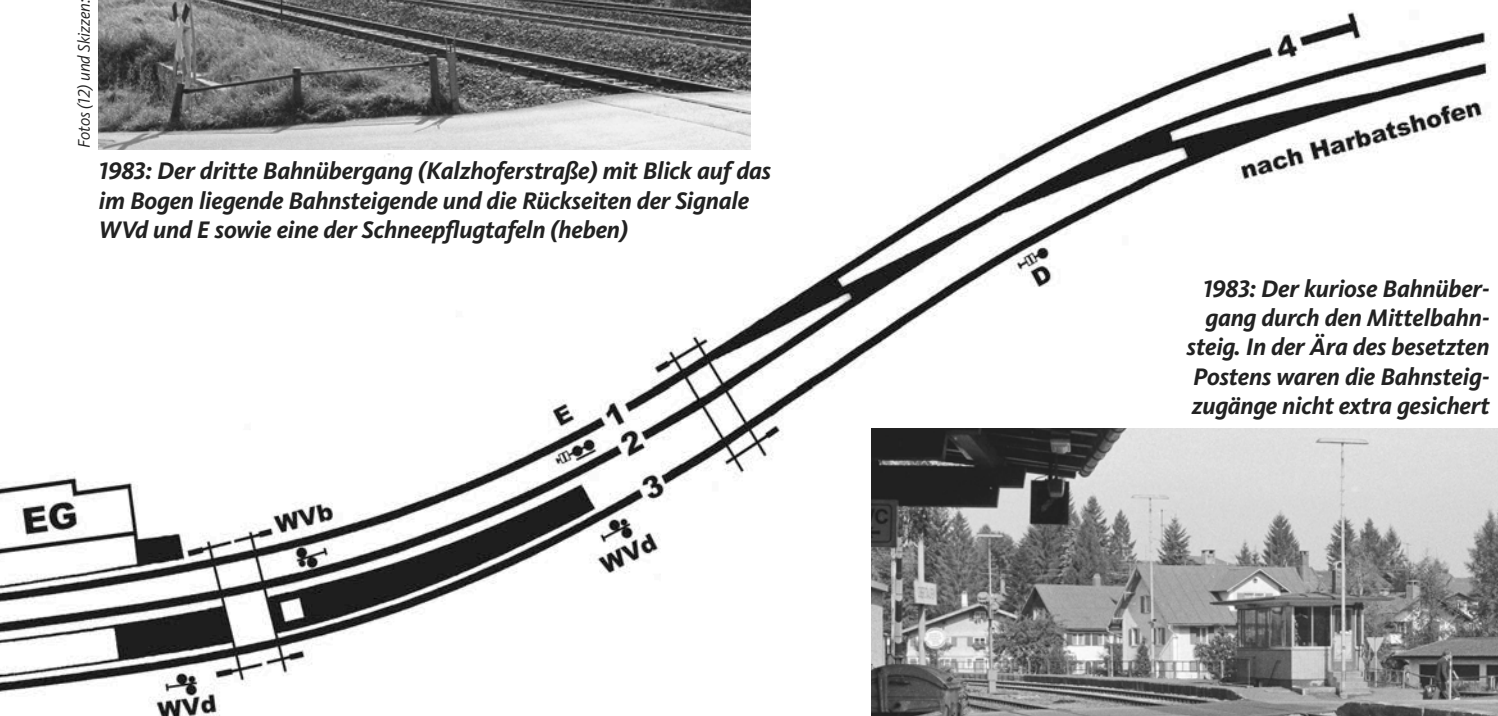 Fotos (12) und Skizzen:
1983: Der dritte Bahnübergang (Kalzhoferstraße) mit Blick auf das
im Bogen liegende Bahnsteigende und die Rückseiten der Signale
WVd und E sowie eine der Schneepflugtafeln (heben)
4
nach Harbatshofen
D
1983: Der kuriose Bahnüber-
gang durch den Mittelbahn-
steig. In der Ära des besetzten
Postens waren die Bahnsteig-
zugänge nicht extra gesichert
E
1
2
3
EG
WVb
WVd
WVd